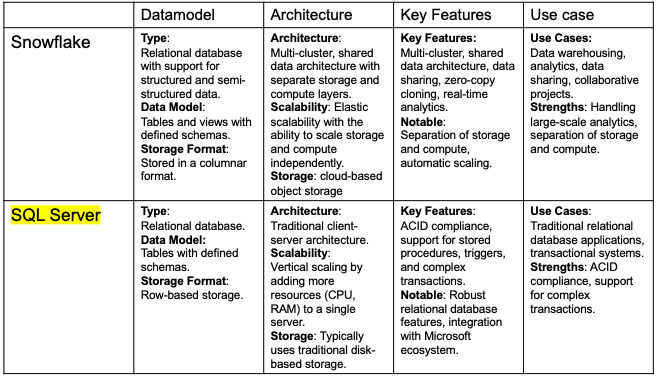 Datamodel
Architecture
Key Features
Use case
Snowflake
Type:
Relational database
with support for
structured and semi-
structured data.
Data Model:
Tables and views with
defined schemas.
Storage Format:
Stored in a columnar
format.
Architecture:
Multi-cluster, shared
data architecture with
separate storage and
compute layers.
Scalability: Elastic
scalability with the
ability to scale storage
and compute
independently.
Storage: cloud-based
object storage
Key Features:
Multi-cluster, shared
data architecture, data
sharing, zero-copy
cloning, real-time
analytics.
Notable:
Separation of storage
and compute,
automatic scaling.
Use Cases:
Data warehousing,
analytics, data
sharing, collaborative
projects.
Strengths: Handling
large-scale analytics,
separation of storage
and compute.
SQL Server
Type:
Relational database.
Data Model:
Tables with defined
schemas.
Storage Format:
Row-based storage.
Architecture:
Traditional client-
server architecture.
Scalability:
Vertical scaling by
adding more
resources (CPU,
RAM) to a single
server.
Storage: Typically
uses traditional disk-
based storage.
Key Features:
ACID compliance,
support for stored
procedures, triggers,
and complex
transactions.
Notable: Robust
relational database
features, integration
with Microsoft
ecosystem.
Use Cases:
Traditional relational
database applications,
transactional systems.
Strengths: ACID
compliance, support
for complex
transactions.